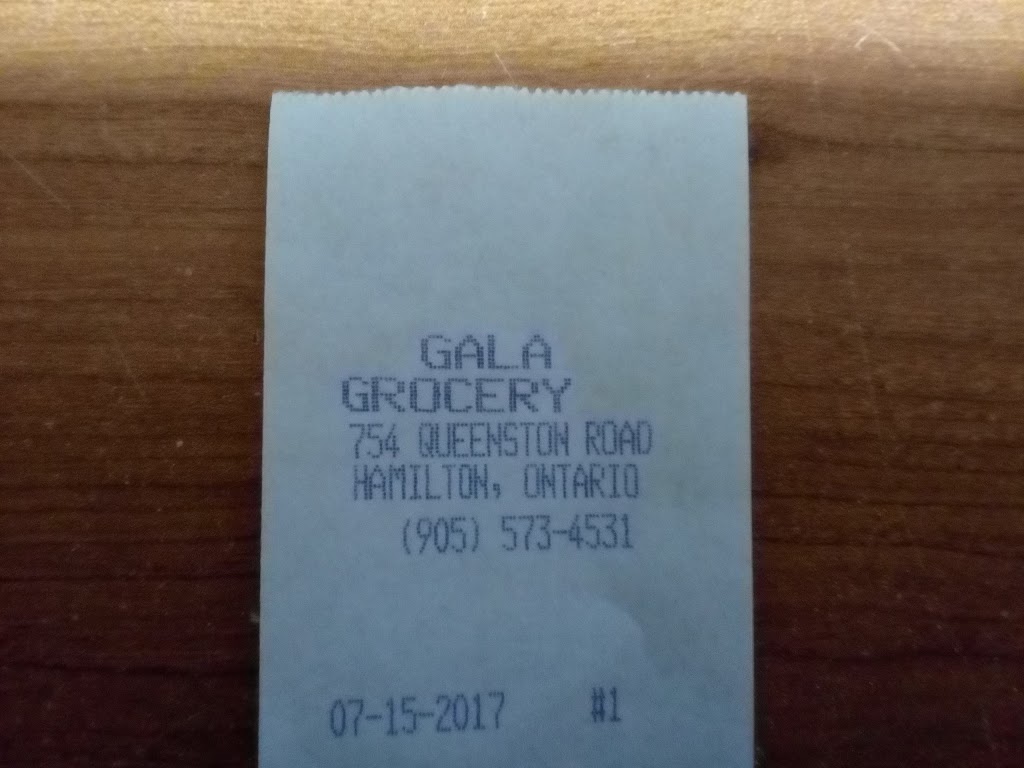 GALA
GROCERY
754 QUEENSTON ROAD
HAMILTON, ONTARIO
(905) 573-4531
07-15-2017 #1